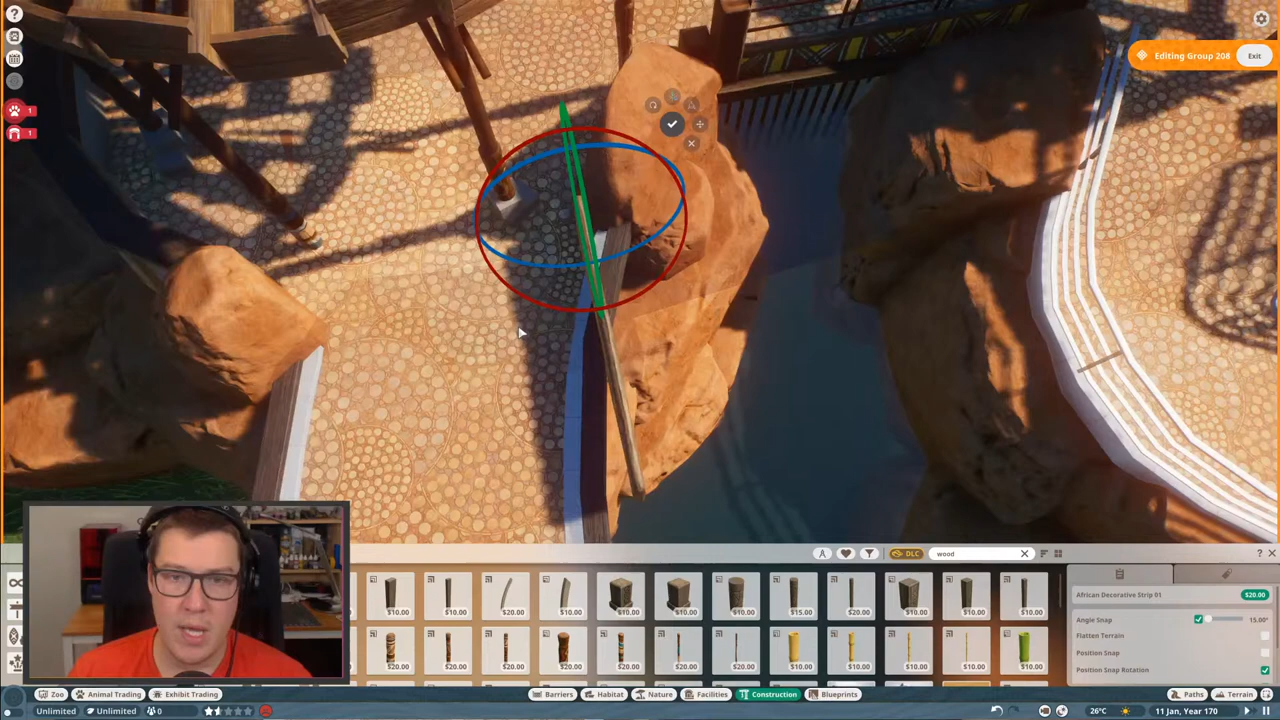 ?
Editing Group 208 Exit
1
1
DLC wood ?
$10.00 $10.00 $20.00 $10.00 $10.00 $10.00 $10.00 $15.00 $20.00 $10.00 $10.00 $10.00
$20.00 $20.00 $20.00 $20.00 $20.00 $20.00 $20.00 $10.00 $10.00 $10.00 $10.00 $10.00
African Decorative Strip 01 $20.00
Angle Snap 15.00°
Flatten Terrain
Position Snap
Position Snap Rotation
Zoo Animal Trading Exhibit Trading Barriers Habitat Nature Facilities Construction Blueprints Paths Terrain
Unlimited Unlimited 0 26°C 11 Jan, Year 170